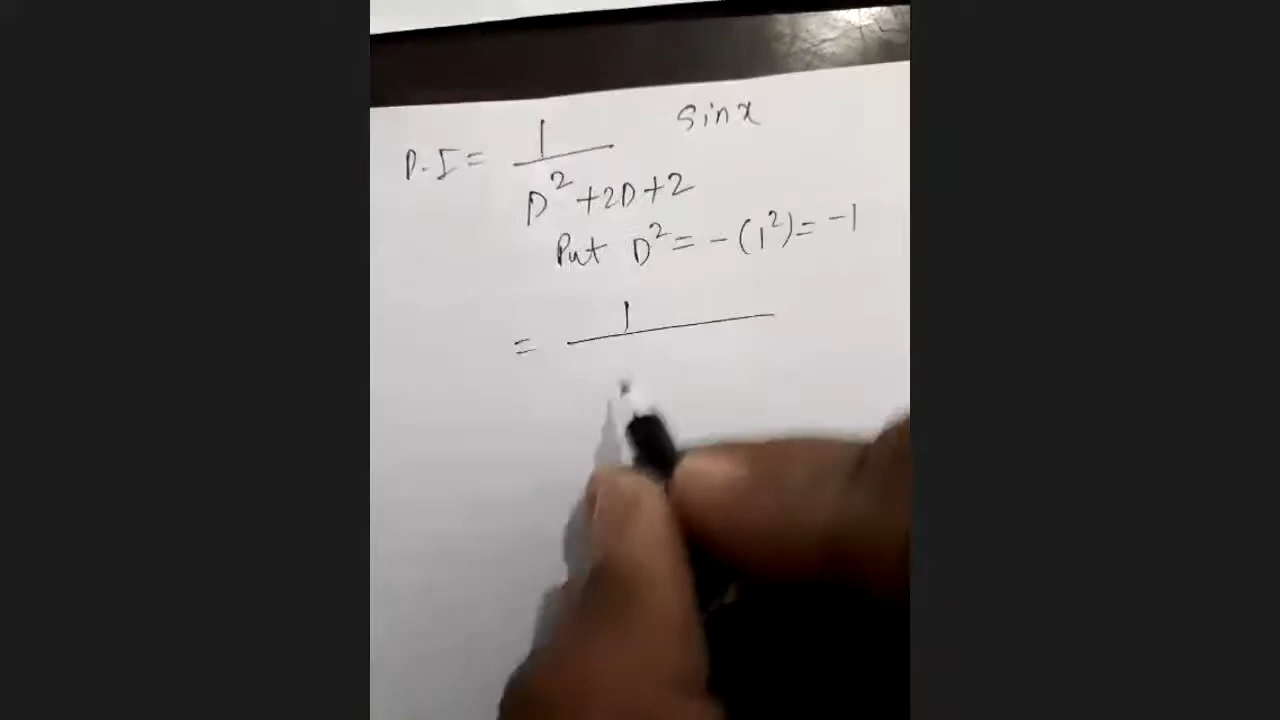 P.I = 1/(D²+2D+2) sinx
Put D² = -(1²) = -1
= 1/